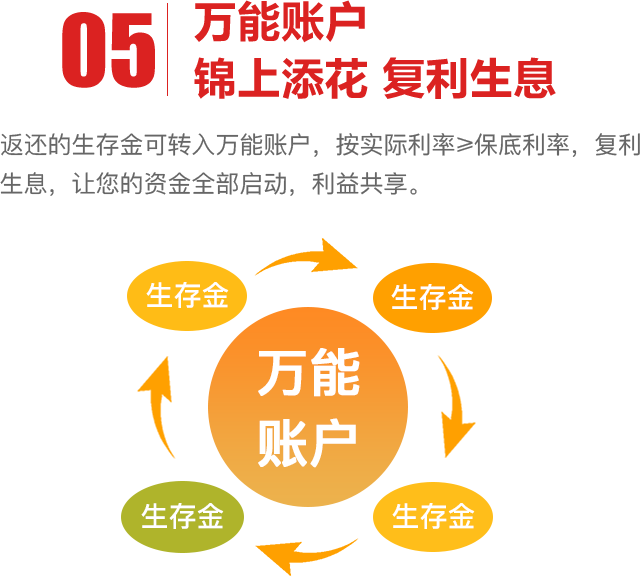 05
万能账户
锦上添花 复利生息
返还的生存金可转入万能账户，按实际利率≥保底利率，复利
生息，让您的资金全部启动，利益共享。
生存金
生存金
万能
账户
生存金
生存金